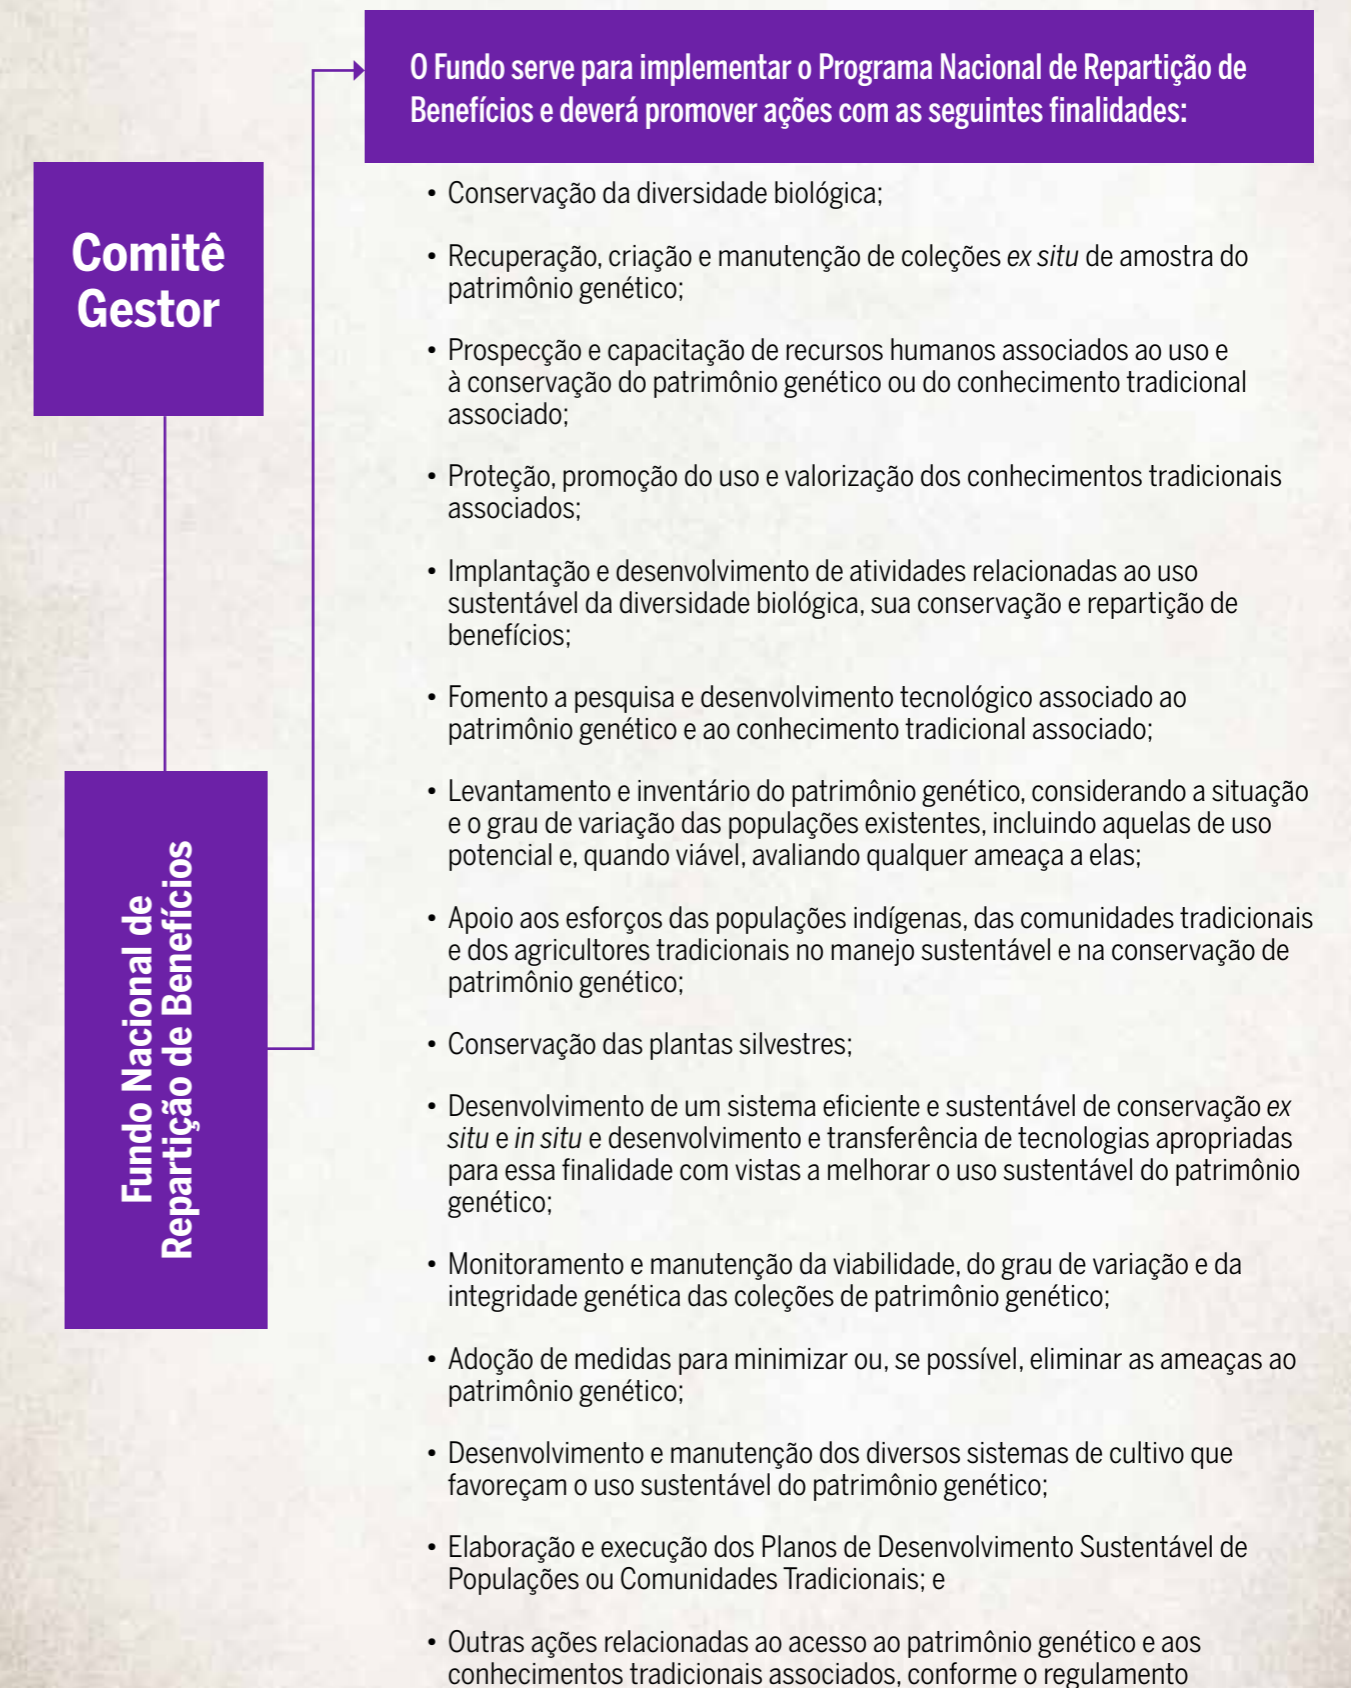 O Fundo serve para implementar o Programa Nacional de Repartição de
Benefícios e deverá promover ações com as seguintes finalidades:
Comitê
Gestor
Fundo Nacional de
Repartição de Benefícios
• Conservação da diversidade biológica;
• Recuperação, criação e manutenção de coleções ex situ de amostra do
patrimônio genético;
• Prospecção e capacitação de recursos humanos associados ao uso e
à conservação do patrimônio genético ou do conhecimento tradicional
associado;
• Proteção, promoção do uso e valorização dos conhecimentos tradicionais
associados;
• Implantação e desenvolvimento de atividades relacionadas ao uso
sustentável da diversidade biológica, sua conservação e repartição de
benefícios;
• Fomento a pesquisa e desenvolvimento tecnológico associado ao
patrimônio genético e ao conhecimento tradicional associado;
• Levantamento e inventário do patrimônio genético, considerando a situação
e o grau de variação das populações existentes, incluindo aquelas de uso
potencial e, quando viável, avaliando qualquer ameaça a elas;
• Apoio aos esforços das populações indígenas, das comunidades tradicionais
e dos agricultores tradicionais no manejo sustentável e na conservação de
patrimônio genético;
• Conservação das plantas silvestres;
• Desenvolvimento de um sistema eficiente e sustentável de conservação ex
situ e in situ e desenvolvimento e transferência de tecnologias apropriadas
para essa finalidade com vistas a melhorar o uso sustentável do patrimônio
genético;
• Monitoramento e manutenção da viabilidade, do grau de variação e da
integridade genética das coleções de patrimônio genético;
• Adoção de medidas para minimizar ou, se possível, eliminar as ameaças ao
patrimônio genético;
• Desenvolvimento e manutenção dos diversos sistemas de cultivo que
favoreçam o uso sustentável do patrimônio genético;
• Elaboração e execução dos Planos de Desenvolvimento Sustentável de
Populações ou Comunidades Tradicionais; e
• Outras ações relacionadas ao acesso ao patrimônio genético e aos
conhecimentos tradicionais associados, conforme o regulamento